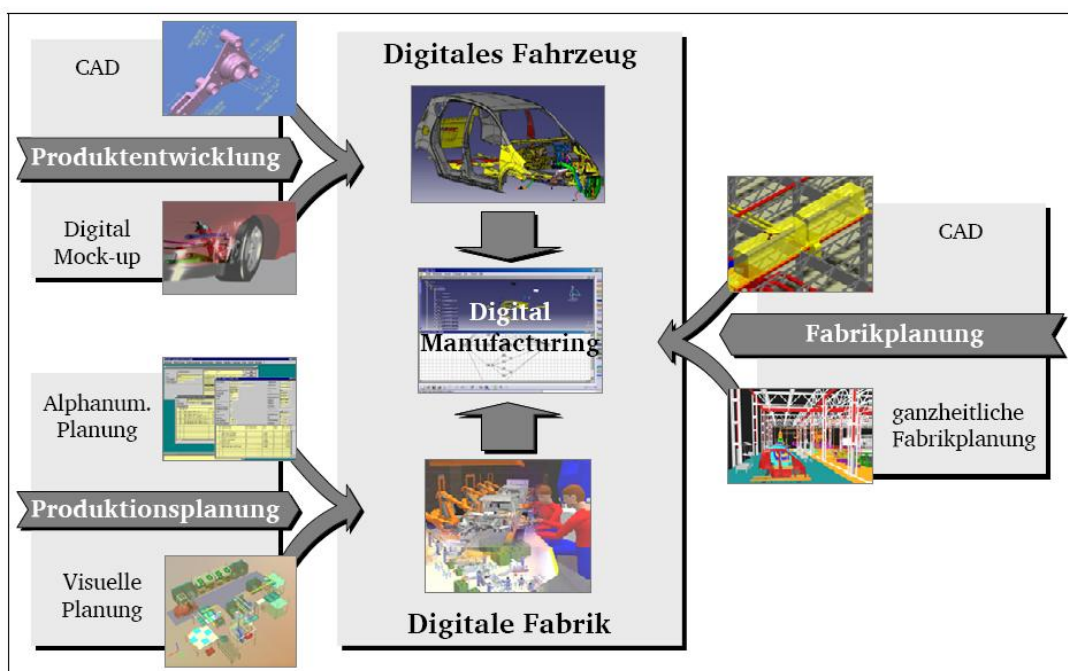 CAD
Produktentwicklung
Digital
Mock-up
Alphanum.
Planung
Produktionsplanung
Visuelle
Planung
Digitales Fahrzeug
Digital
Manufacturing
Digitale Fabrik
CAD
Fabrikplanung
ganzheitliche
Fabrikplanung